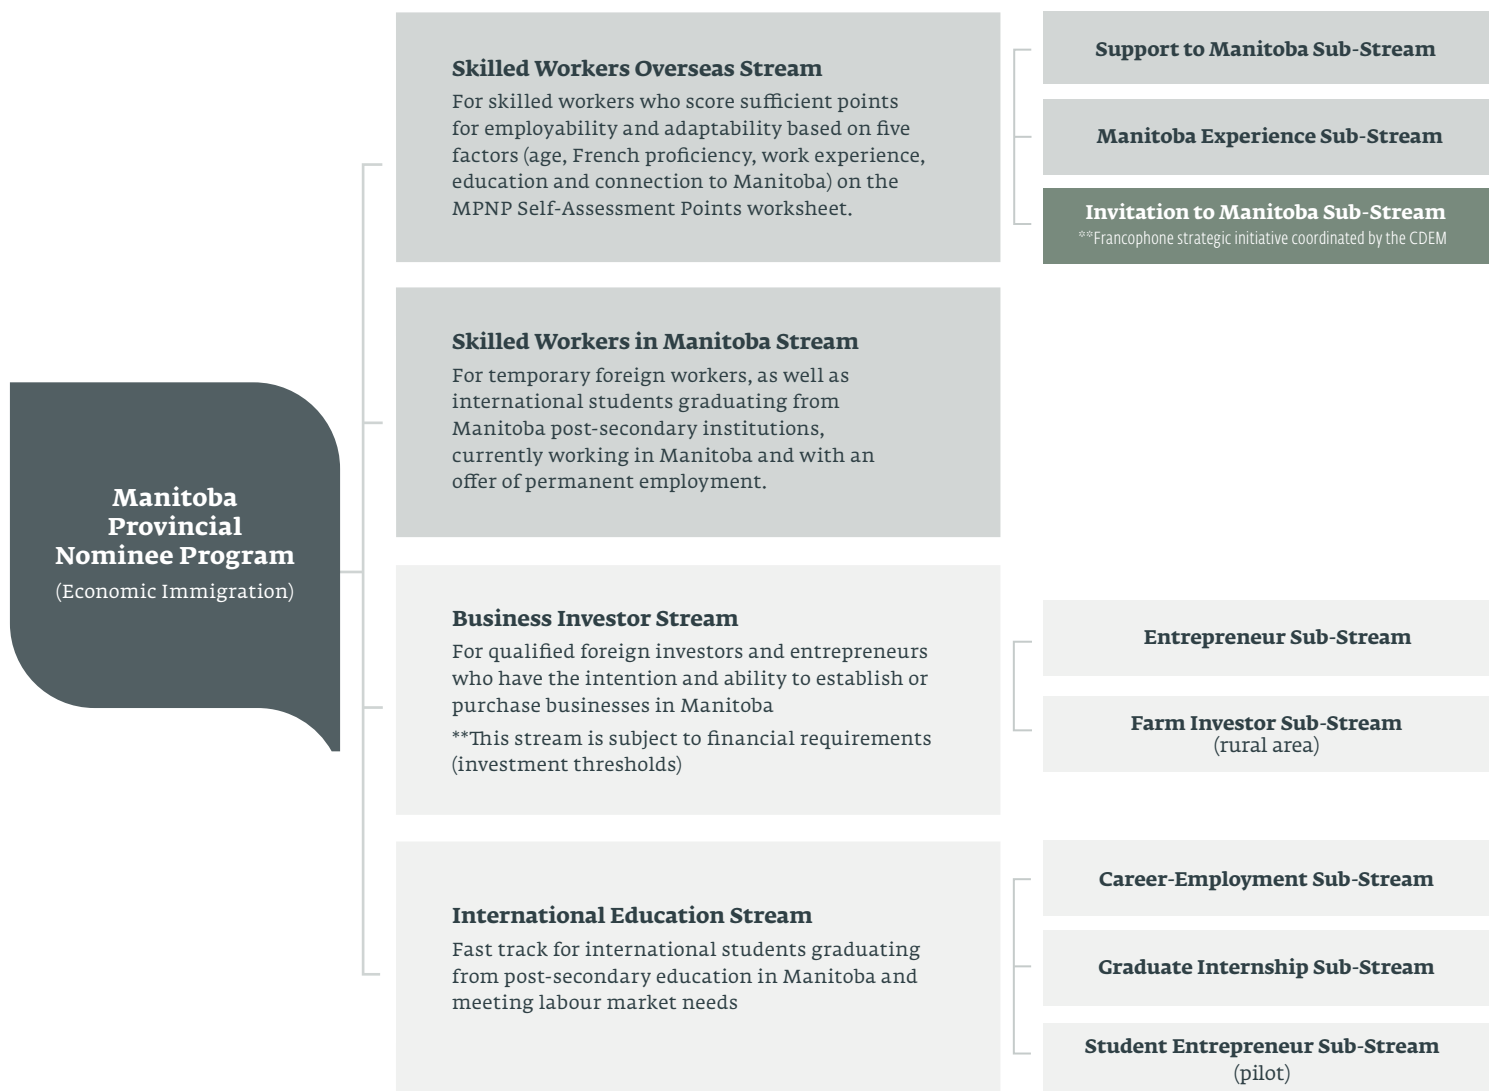 Manitoba
Provincial
Nominee Program
(Economic Immigration)
Skilled Workers Overseas Stream
For skilled workers who score sufficient points
for employability and adaptability based on five
factors (age, French proficiency, work experience,
education and connection to Manitoba) on the
MPNP Self-Assessment Points worksheet.
Support to Manitoba Sub-Stream
Manitoba Experience Sub-Stream
Invitation to Manitoba Sub-Stream
**Francophone strategic initiative coordinated by the CDEM
Skilled Workers in Manitoba Stream
For temporary foreign workers, as well as
international students graduating from
Manitoba post-secondary institutions,
currently working in Manitoba and with an
offer of permanent employment.
Business Investor Stream
For qualified foreign investors and entrepreneurs
who have the intention and ability to establish or
purchase businesses in Manitoba
**This stream is subject to financial requirements
(investment thresholds)
Entrepreneur Sub-Stream
Farm Investor Sub-Stream
(rural area)
International Education Stream
Fast track for international students graduating
from post-secondary education in Manitoba and
meeting labour market needs
Career-Employment Sub-Stream
Graduate Internship Sub-Stream
Student Entrepreneur Sub-Stream
(pilot)